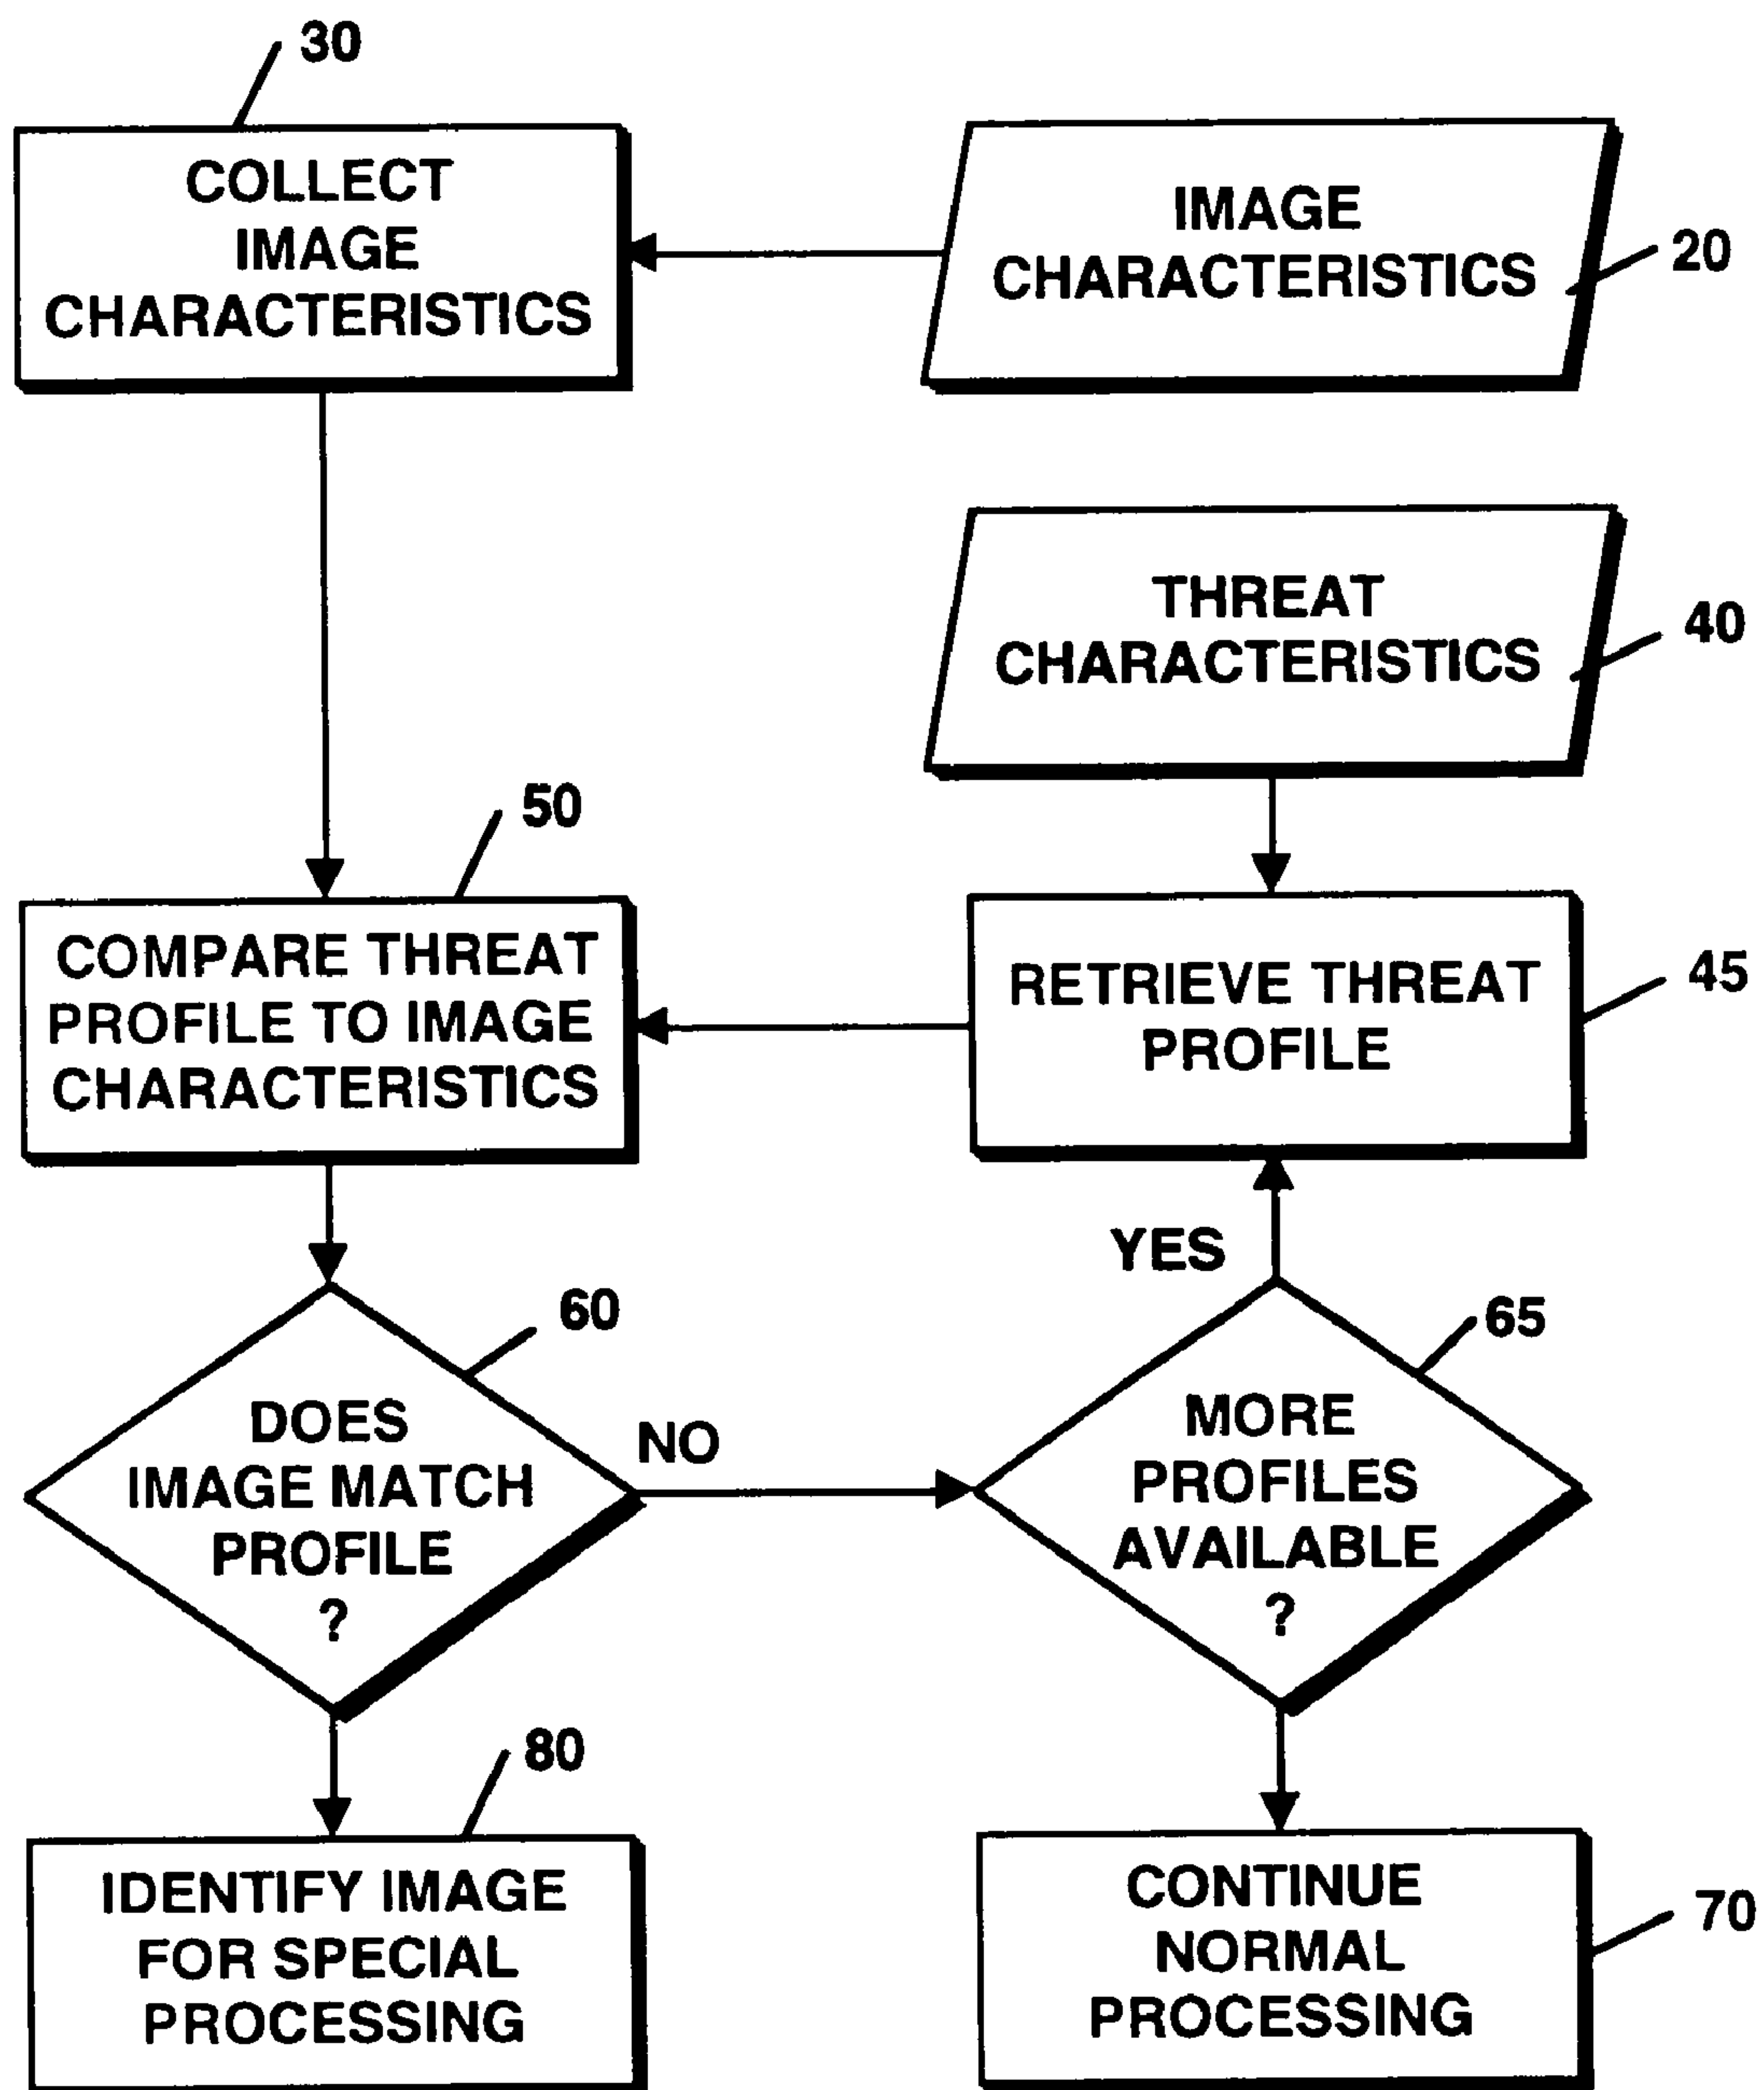 30
COLLECT
IMAGE
CHARACTERISTICS
IMAGE
CHARACTERISTICS
20
THREAT
CHARACTERISTICS
40
50
COMPARE THREAT
PROFILE TO IMAGE
CHARACTERISTICS
RETRIEVE THREAT
PROFILE
45
YES
60
DOES
IMAGE MATCH
PROFILE
?
NO
65
MORE
PROFILES
AVAILABLE
?
80
IDENTIFY IMAGE
FOR SPECIAL
PROCESSING
CONTINUE
NORMAL
PROCESSING
70